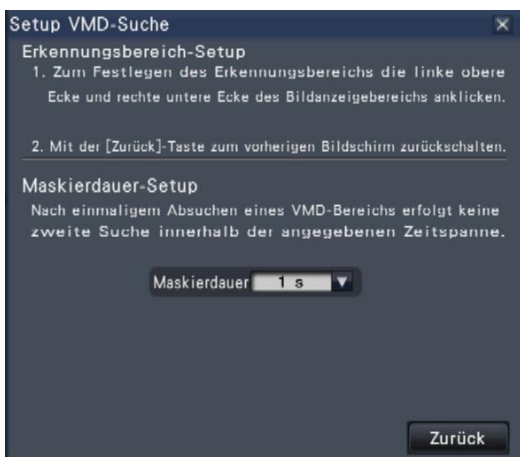 Setup VMD-Suche
Erkennungsbereich-Setup
1. Zum Festlegen des Erkennungsbereichs die linke obere
Ecke und rechte untere Ecke des Bildanzeigebereichs anklicken.
2. Mit der [Zurück]-Taste zum vorherigen Bildschirm zurückschalten.
Maskierdauer-Setup
Nach einmaligem Absuchen eines VMD-Bereichs erfolgt keine
zweite Suche innerhalb der angegebenen Zeitspanne.
Maskierdauer 1 s
Zurück